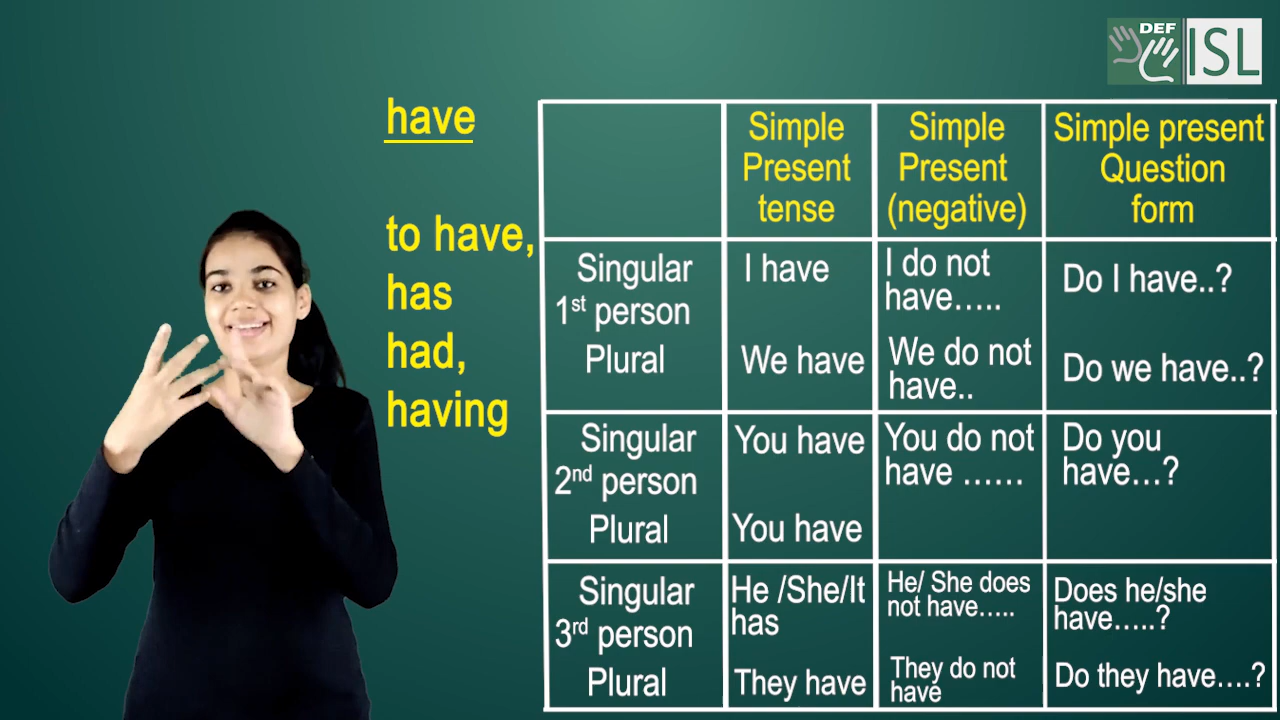 DEF
ISL
have
to have,
has
had,
having
Simple
Present
tense
Simple
Present
(negative)
Simple present
Question
form
Singular
1st person
Plural
I have
We have
I do not
have.....
We do not
have..
Do I have..?
Do we have..?
Singular
2nd person
Plural
You have
You have
You do not
have ......
Do you
have...?
Singular
3rd person
Plural
He /She/It
has
They have
He/ She does
not have.....
They do not
have
Does he/she
have.....?
Do they have....?